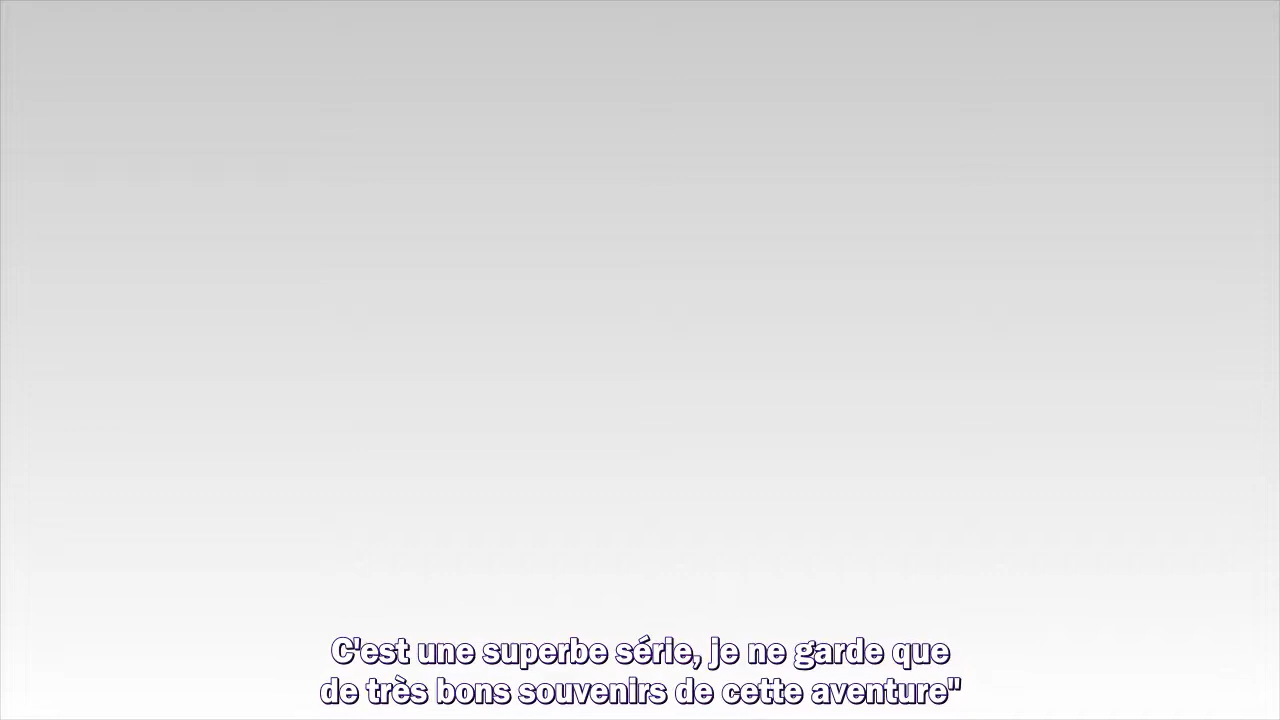 C'est une superbe série, je ne garde que
de très bons souvenirs de cette aventure"